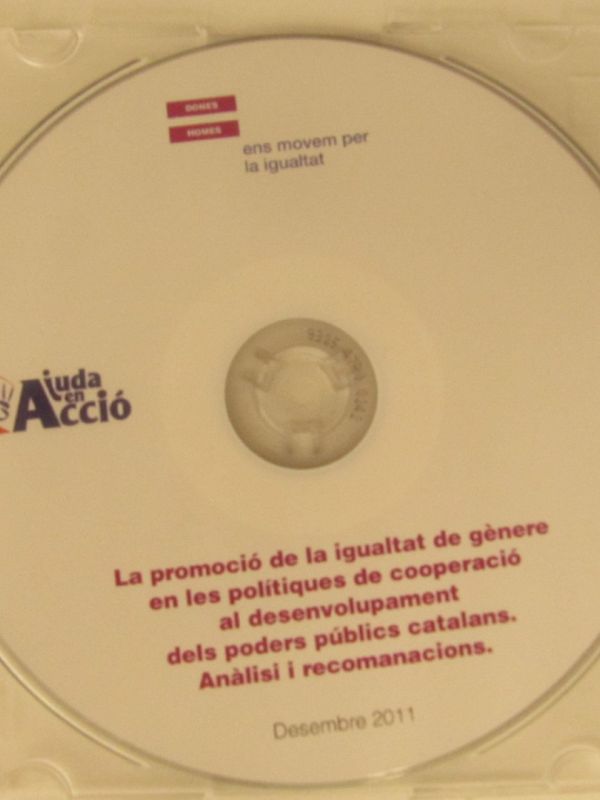 DONES
HOMES
ens movem per
la igualtat
Ajuda
en
Acció
La promoció de la igualtat de gènere
en les polítiques de cooperació
al desenvolupament
dels poders públics catalans.
Anàlisi i recomanacions.
Desembre 2011